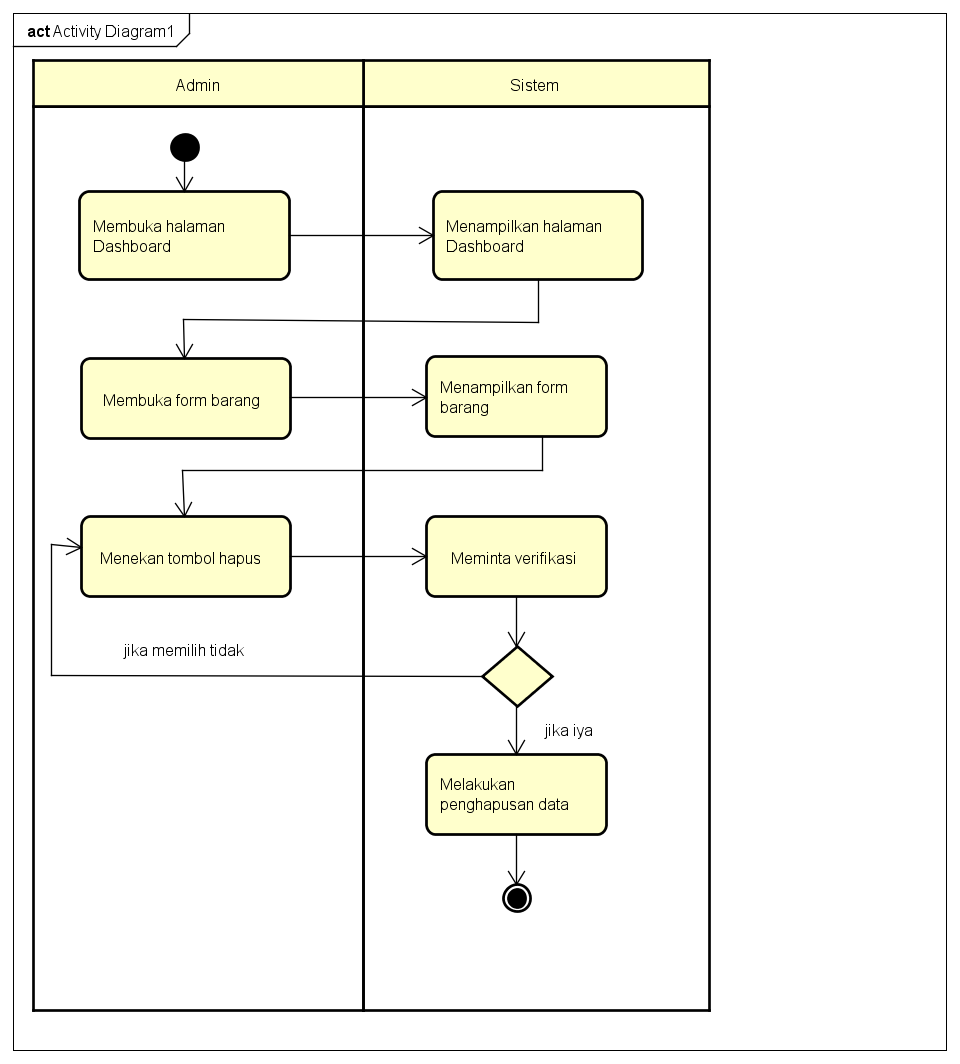 act Activity Diagram1
Admin
Sistem
Membuka halaman
Dashboard
Menampilkan halaman
Dashboard
Membuka form barang
Menampilkan form
barang
Menekan tombol hapus
Meminta verifikasi
jika memilih tidak
jika iya
Melakukan
penghapusan data